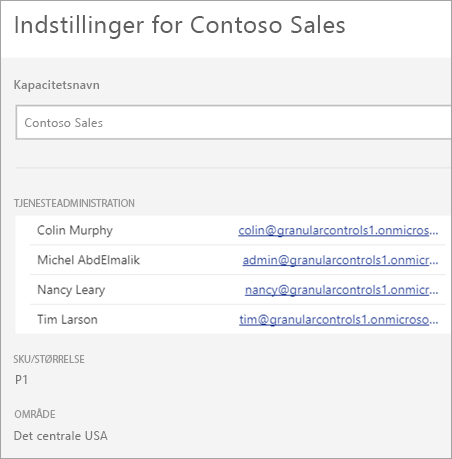 Indstillinger for Contoso Sales
Kapacitetsnavn
Contoso Sales
TJENESTEADMINISTRATION
Colin Murphy colin@granularcontrols1.onmicros...
Michel AbdElmalik admin@granularcontrols1.onmicr...
Nancy Leary nancy@granularcontrols1.onmicr...
Tim Larson tim@granularcontrols1.onmicroso...
SKU/STØRRELSE
P1
OMRÅDE
Det centrale USA